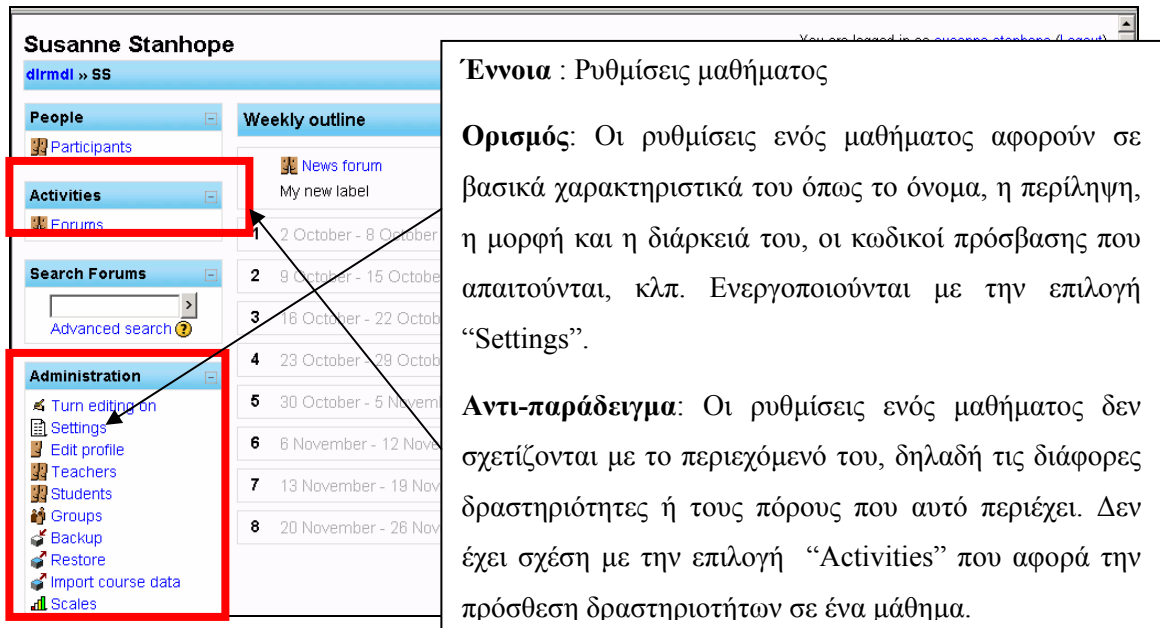 Susanne Stanhope
dlrmdl » SS
People
Participants
Activities
Forums
Search Forums
Advanced search
Administration
Turn editing on
Settings
Edit profile
Teachers
Students
Groups
Backup
Restore
Import course data
Scales
Weekly outline
News forum
My new label
1 2 October - 8 October
2 9 October - 15
3 16 October - 22
4 23 October - 29
5 30 October - 5
6 6 November - 12
7 13 November - 19
8 20 November - 26
Έννοια : Ρυθμίσεις μαθήματος
Ορισμός: Οι ρυθμίσεις ενός μαθήματος αφορούν σε
βασικά χαρακτηριστικά του όπως το όνομα, η περίληψη,
η μορφή και η διάρκειά του, οι κωδικοί πρόσβασης που
απαιτούνται, κλπ. Ενεργοποιούνται με την επιλογή
“Settings”.
Αντι-παράδειγμα: Οι ρυθμίσεις ενός μαθήματος δεν
σχετίζονται με το περιεχόμενό του, δηλαδή τις διάφορες
δραστηριότητες ή τους πόρους που αυτό περιέχει. Δεν
έχει σχέση με την επιλογή “Activities” που αφορά την
πρόσθεση δραστηριοτήτων σε ένα μάθημα.